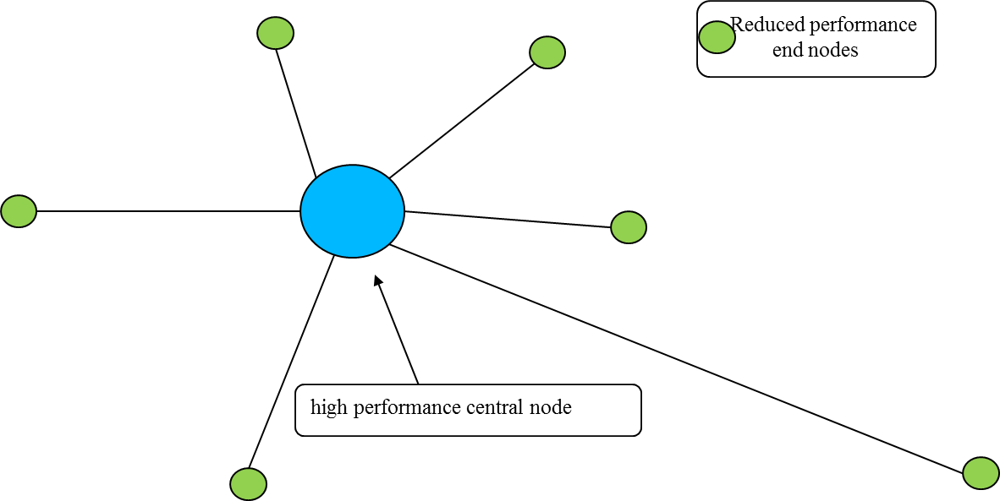 Reduced performance
end nodes
high performance central node